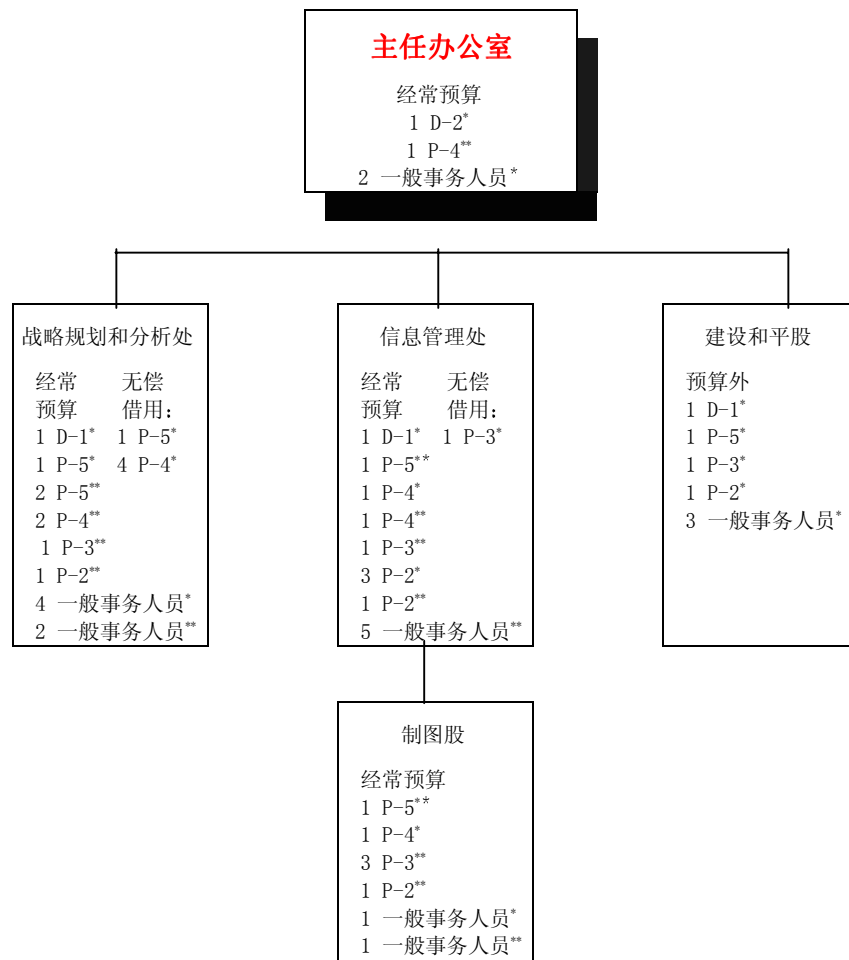 主任办公室
经常预算
1 D-2*
1 P-4**
2 一般事务人员*
战略规划和分析处
经常 无偿
预算 借用：
1 D-1* 1 P-5*
1 P-5* 4 P-4*
2 P-5**
2 P-4**
1 P-3**
1 P-2**
4 一般事务人员*
2 一般事务人员**
信息管理处
经常 无偿
预算 借用：
1 D-1* 1 P-3*
1 P-5**
1 P-4*
1 P-4**
1 P-3**
3 P-2*
1 P-2**
5 一般事务人员**
建设和平股
预算外
1 D-1*
1 P-5*
1 P-3*
1 P-2*
3 一般事务人员*
制图股
经常预算
1 P-5**
1 P-4*
3 P-3**
1 P-2**
1 一般事务人员*
1 一般事务人员**